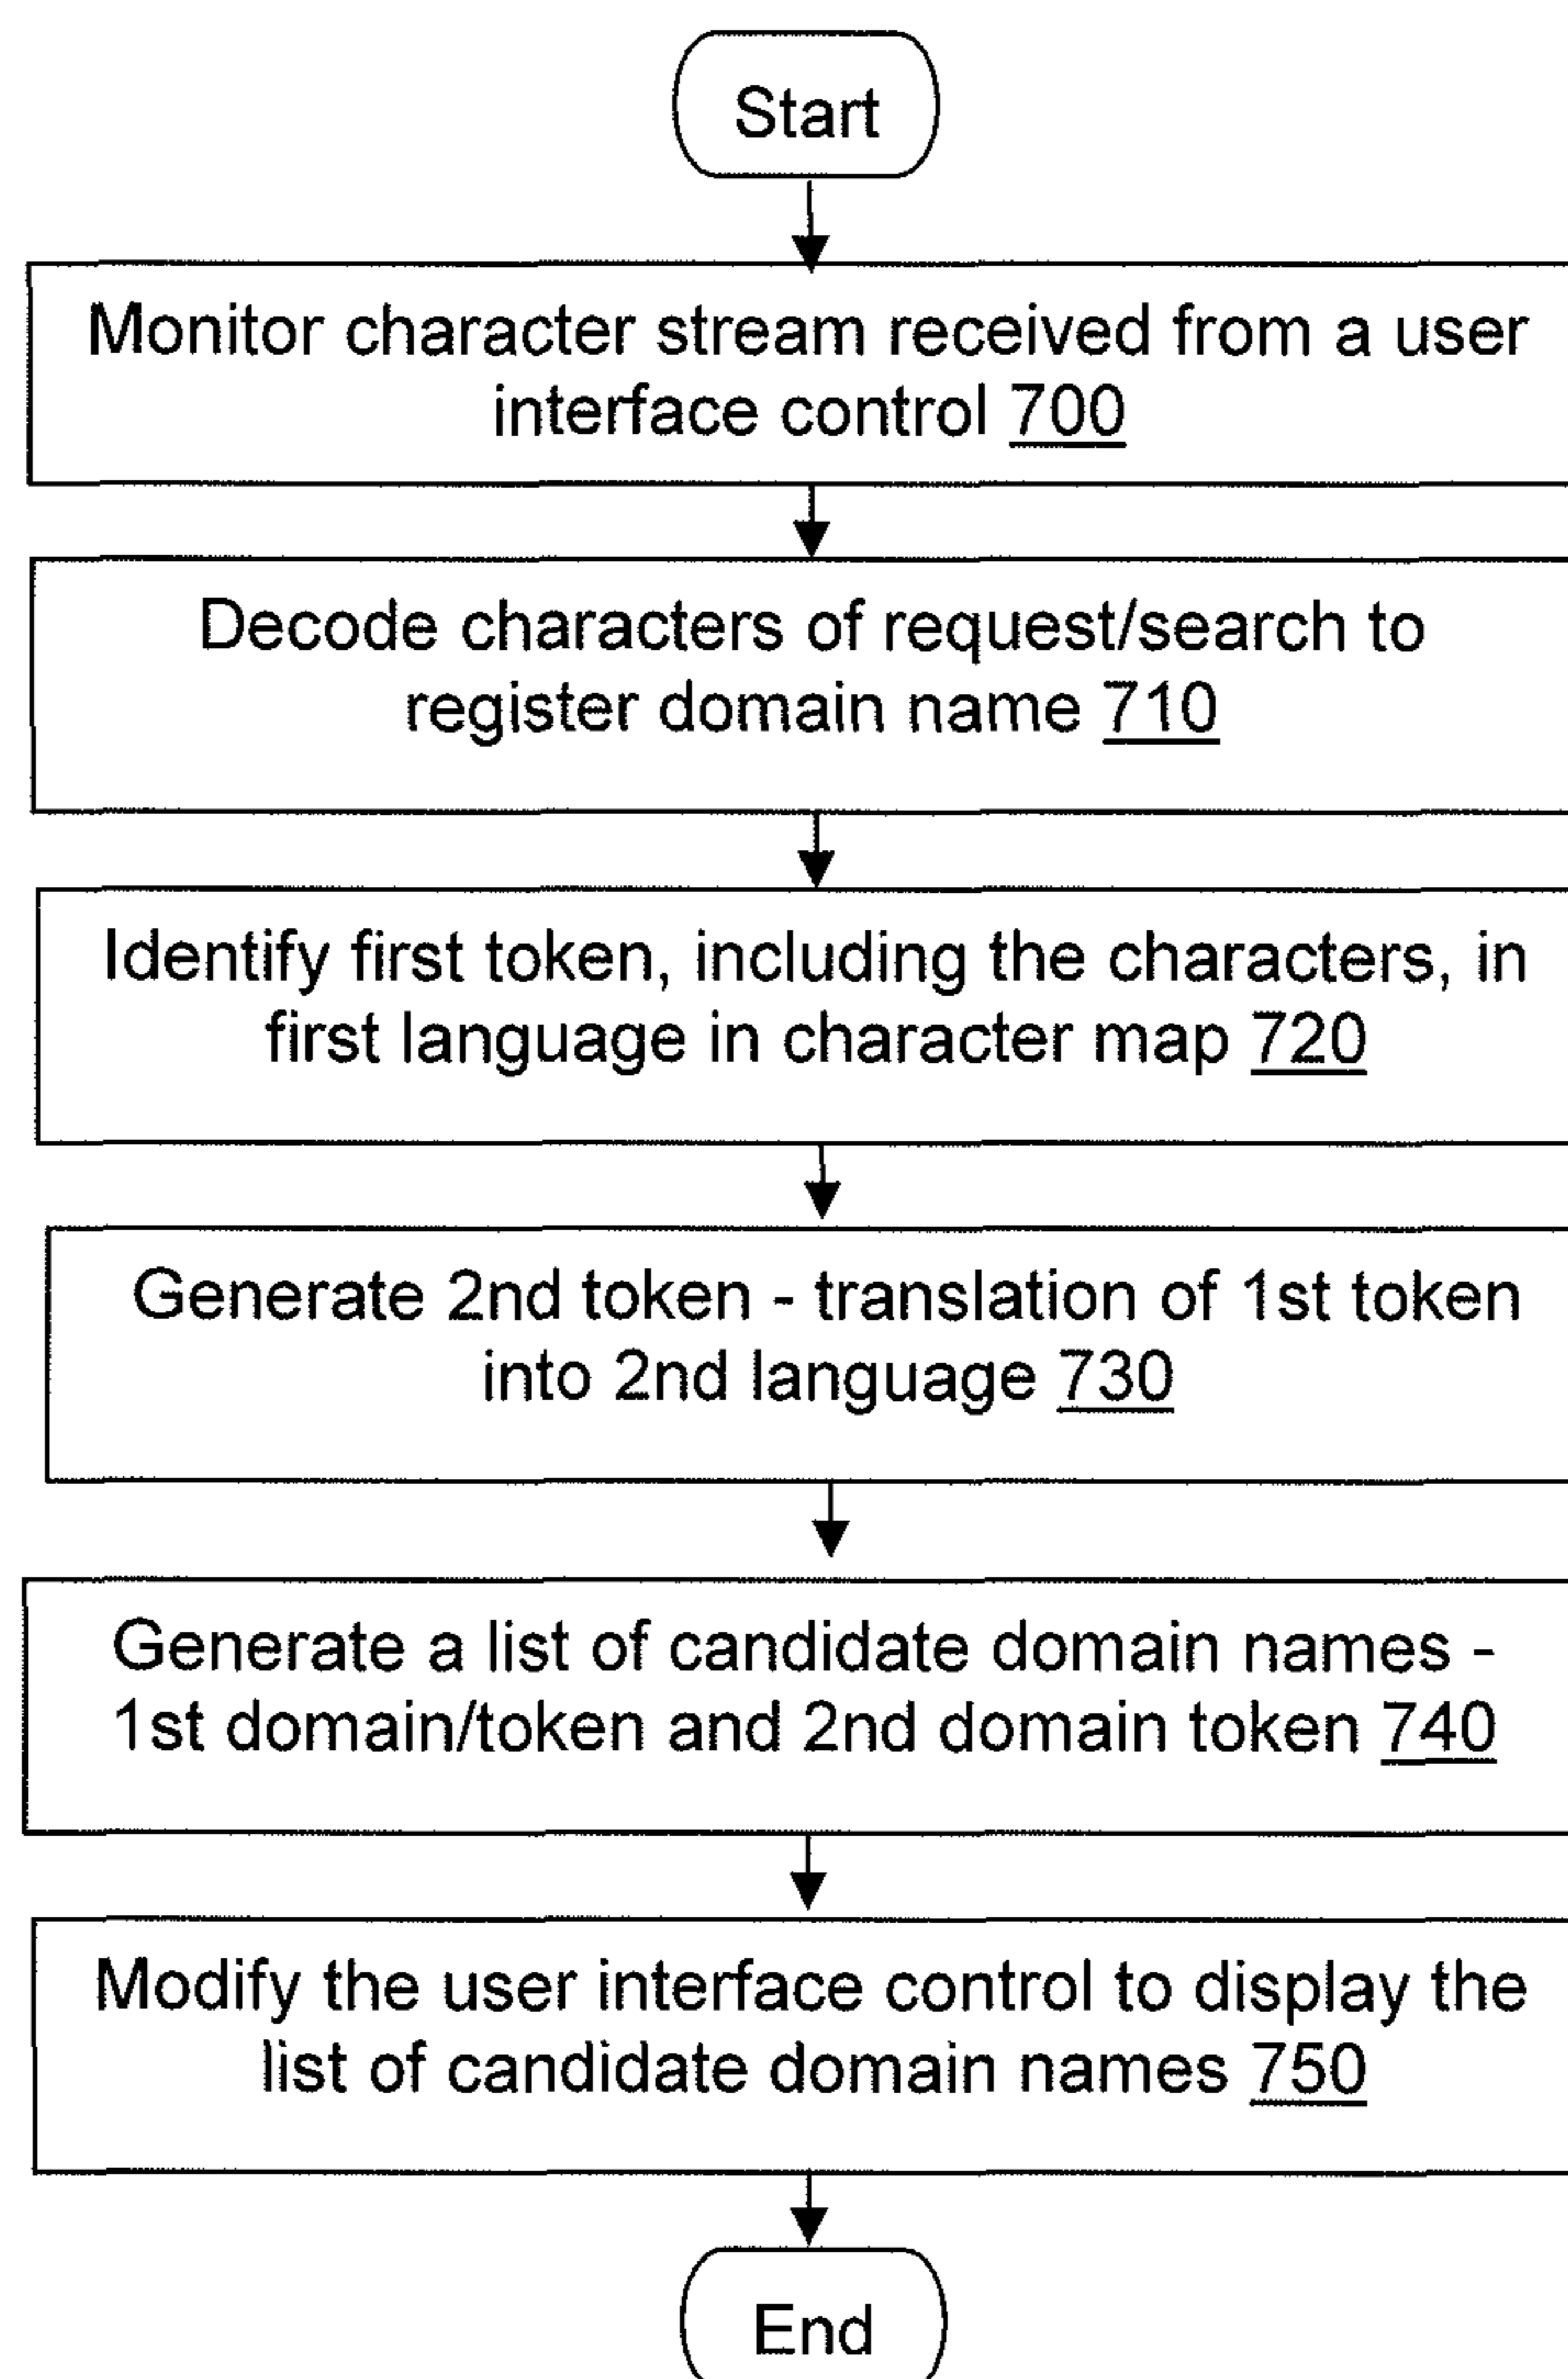 Start
Monitor character stream received from a user
interface control 700
Decode characters of request/search to
register domain name 710
Identify first token, including the characters, in
first language in character map 720
Generate 2nd token - translation of 1st token
into 2nd language 730
Generate a list of candidate domain names -
1st domain/token and 2nd domain token 740
Modify the user interface control to display the
list of candidate domain names 750
End